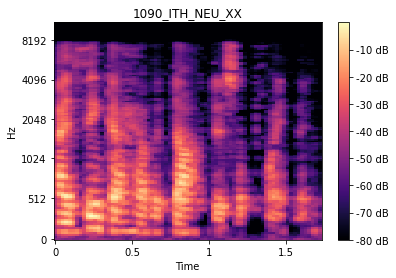 1090_ITH_NEU_XX
8192
4096
2048
1024
512
0
Hz
0
0.5
1
1.5
Time
-10 dB
-20 dB
-30 dB
-40 dB
-50 dB
-60 dB
-70 dB
-80 dB